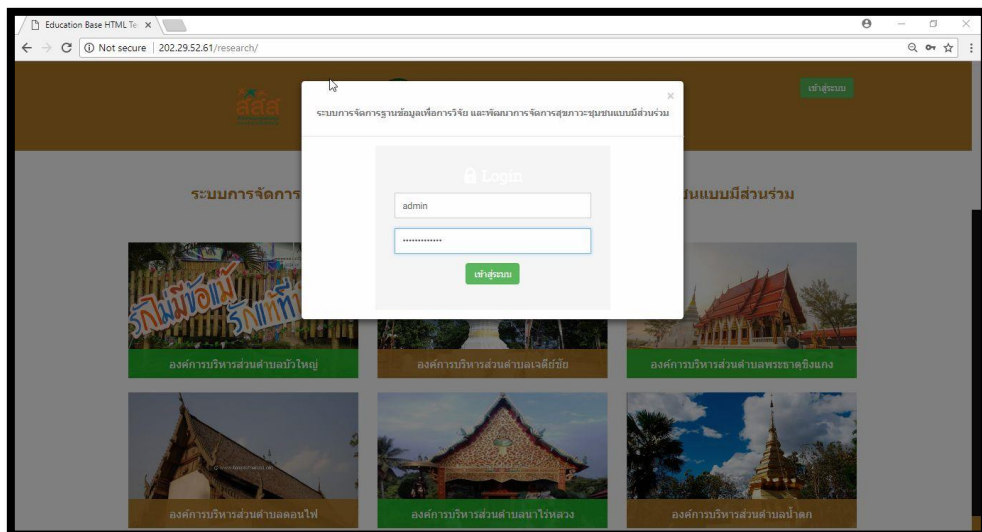 Education Base HTML Te
Not secure | 202.29.52.61/research/
สสส
เข้าสู่ระบบ
×
ระบบการจัดการฐานข้อมูลเพื่อการวิจัย และพัฒนาการจัดการสุขภาวะชุมชนแบบมีส่วนร่วม
Login
admin
•••••••••••••
เข้าสู่ระบบ
ระบบการจัดการ
ชนแบบมีส่วนร่วม
รักไม่มีข้อแม้
รักแท้ที่
องค์การบริหารส่วนตำบลบัวใหญ่
องค์การบริหารส่วนตำบลเจดีย์ชัย
องค์การบริหารส่วนตำบลพระธาตุขิงแกง
องค์การบริหารส่วนตำบลดอนไฟ
องค์การบริหารส่วนตำบลนาไร่หลวง
องค์การบริหารส่วนตำบลน้ำตก